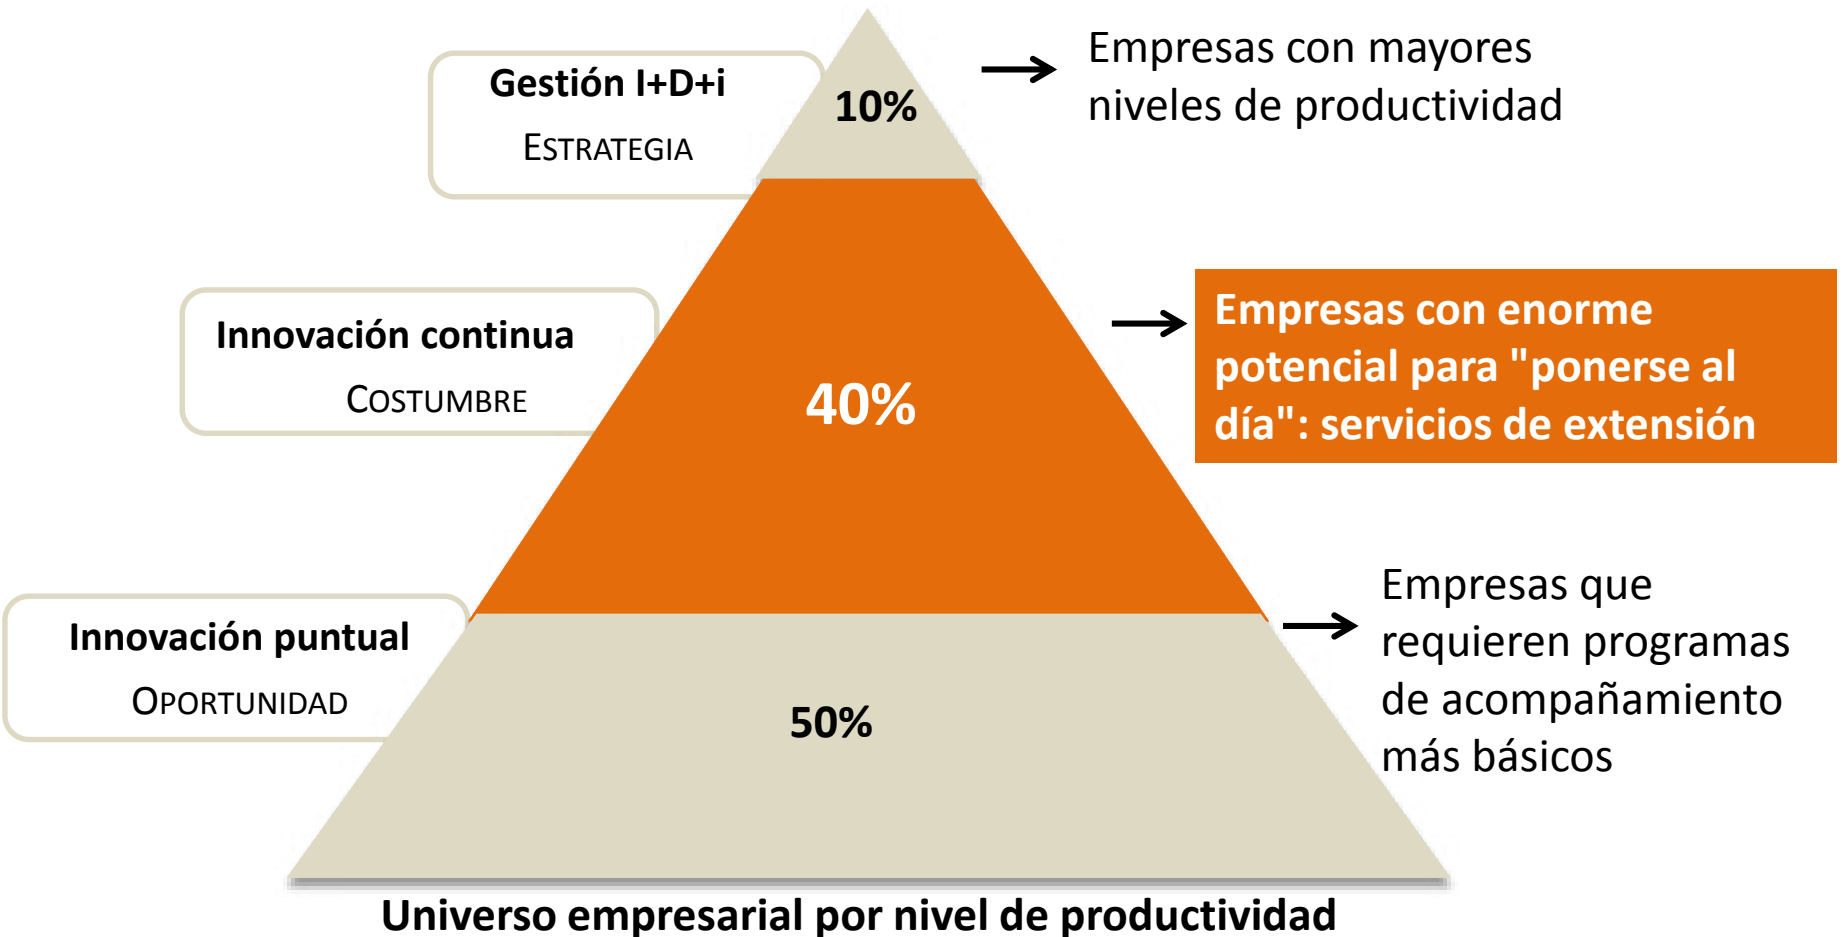 Gestión I+D+i
ESTRATEGIA
10%
Empresas con mayores
niveles de productividad
Innovación continua
COSTUMBRE
40%
Empresas con enorme
potencial para "ponerse al
día": servicios de extensión
Innovación puntual
OPORTUNIDAD
50%
Empresas que
requieren programas
de acompañamiento
más básicos
Universo empresarial por nivel de productividad